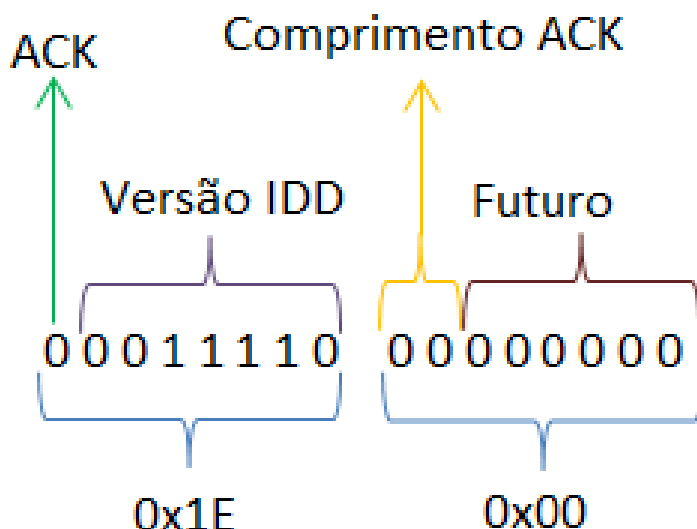 ACK
Comprimento ACK
Versão IDD
Futuro
0 0 0 1 1 1 1 0
0 0 0 0 0 0 0 0
0x1E
0x00